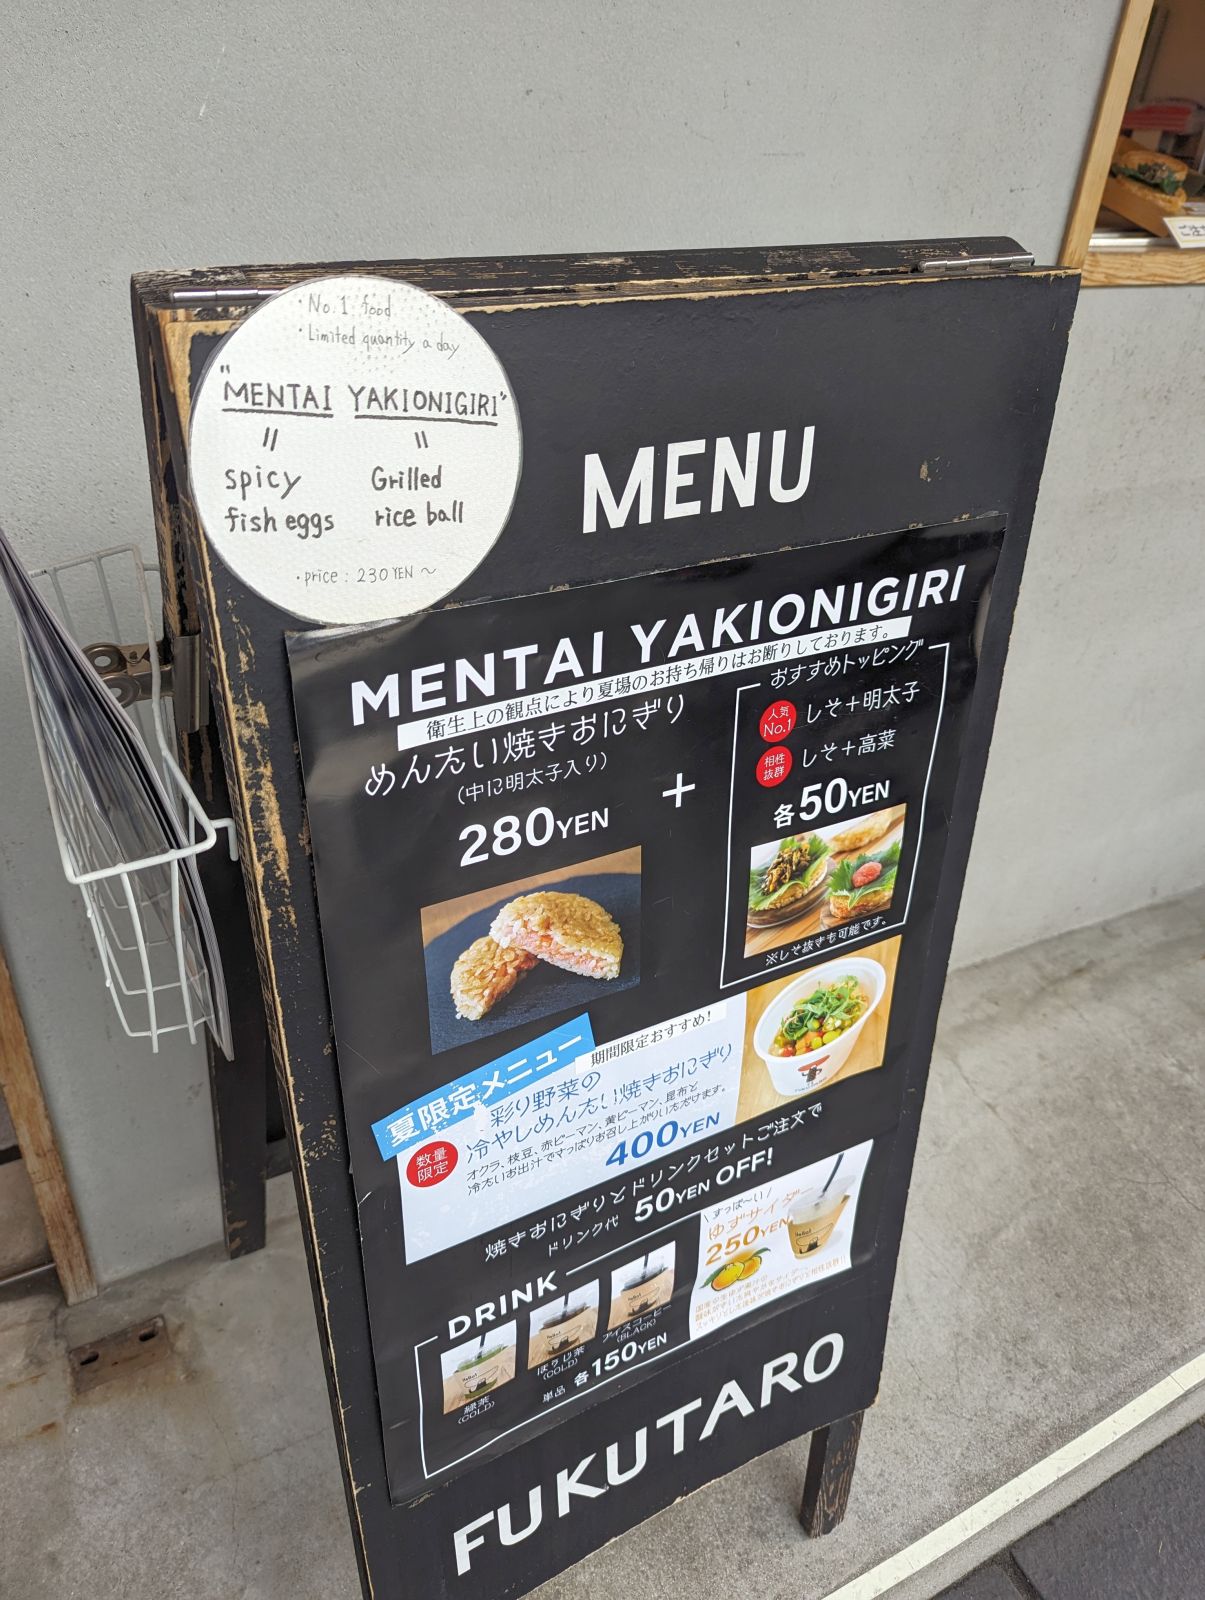 ・No.1 food
・Limited quantity a day
"MENTAI YAKIONIGIRI"
〃 〃
spicy Grilled
fish eggs rice ball
・price : 230 YEN ～
MENU
MENTAI YAKIONIGIRI
衛生上の観点により夏場のお持ち帰りはお断りしております。
めんたい焼きおにぎり
(中に明太子入り)
280YEN
+
おすすめトッピング
人気No.1 しそ+明太子
相性抜群 しそ+高菜
各50YEN
※しそ抜きも可能です。
夏限定メニュー
期間限定おすすめ！
数量限定
彩り野菜の
冷やしめんたい焼きおにぎり
オクラ、枝豆、赤ピーマン、黄ピーマン、昆布と
冷たいお出汁でさっぱりお召し上がりいただけます。
400YEN
焼きおにぎりとドリンクセットご注文で
ドリンク代 50YEN OFF!
DRINK
緑茶
(COLD)
ほうじ茶
(COLD)
アイスコーヒー
(BLACK)
単品 各150YEN
すっぱ〜い
ゆずサイダー
250YEN
FUKUTARO